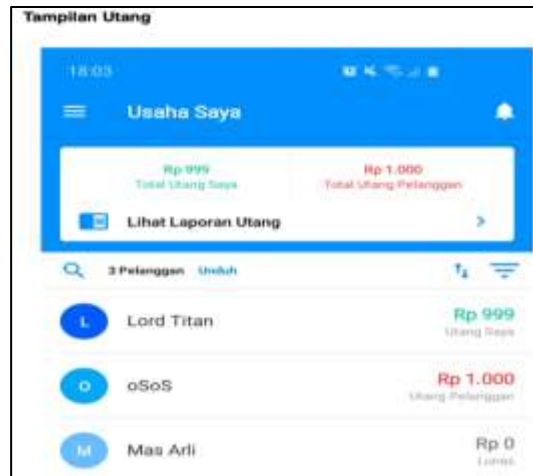 Tampilan Utang
18:03
Usaha Saya
Rp 999 Rp 1.000
Total Utang Saya Total Utang Pelanggan
Lihat Laporan Utang
3 Pelanggan Unduh
L Lord Titan Rp 999
Utang Saya
O oSoS Rp 1.000
Utang Pelanggan
M Mas Arli Rp 0
Lunas